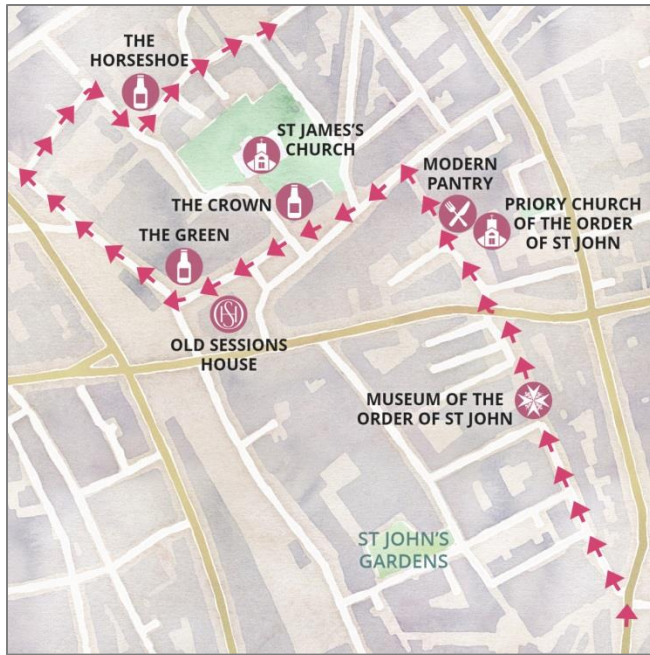 THE
HORSESHOE
ST JAMES'S
CHURCH
MODERN
PANTRY
THE CROWN
PRIORY CHURCH
OF THE ORDER
OF ST JOHN
THE GREEN
OLD SESSIONS
HOUSE
MUSEUM OF THE
ORDER OF ST JOHN
ST JOHN'S
GARDENS